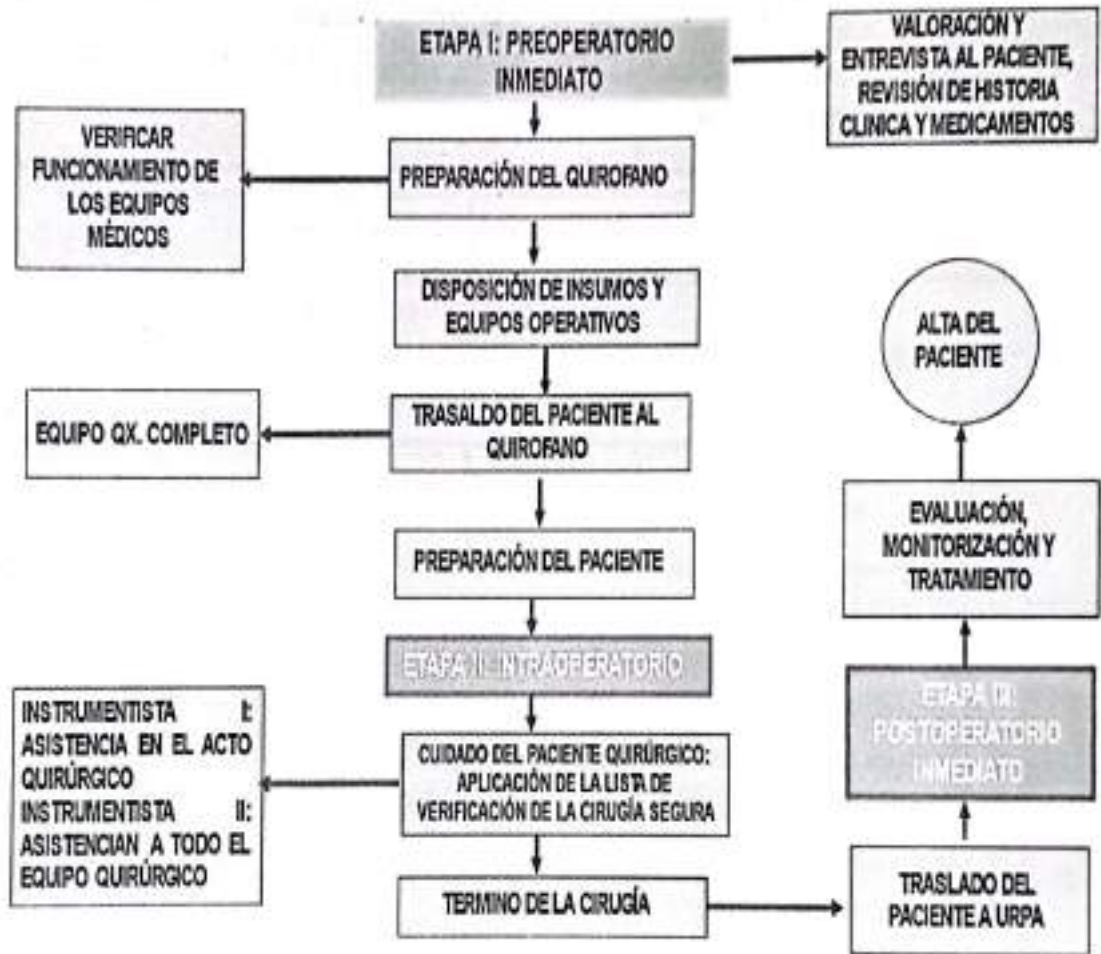 ETAPA I: PREOPERATORIO
INMEDIATO
VALORACIÓN Y
ENTREVISTA AL PACIENTE,
REVISIÓN DE HISTORIA
CLINICA Y MEDICAMENTOS
VERIFICAR
FUNCIONAMIENTO DE
LOS EQUIPOS
MÉDICOS
PREPARACIÓN DEL QUIROFANO
DISPOSICIÓN DE INSUMOS Y
EQUIPOS OPERATIVOS
EQUIPO QX. COMPLETO
TRASALDO DEL PACIENTE AL
QUIROFANO
PREPARACIÓN DEL PACIENTE
ETAPA II: INTRAOPERATORIO
INSTRUMENTISTA I:
ASISTENCIA EN EL ACTO
QUIRÚRGICO
INSTRUMENTISTA II:
ASISTENCIAN A TODO EL
EQUIPO QUIRÚRGICO
CUIDADO DEL PACIENTE QUIRÚRGICO:
APLICACIÓN DE LA LISTA DE
VERIFICACIÓN DE LA CIRUGÍA SEGURA
TERMINO DE LA CIRUGÍA
TRASLADO DEL
PACIENTE A URPA
ETAPA III:
POSTOPERATORIO
INMEDIATO
EVALUACIÓN,
MONITORIZACIÓN Y
TRATAMIENTO
ALTA DEL
PACIENTE